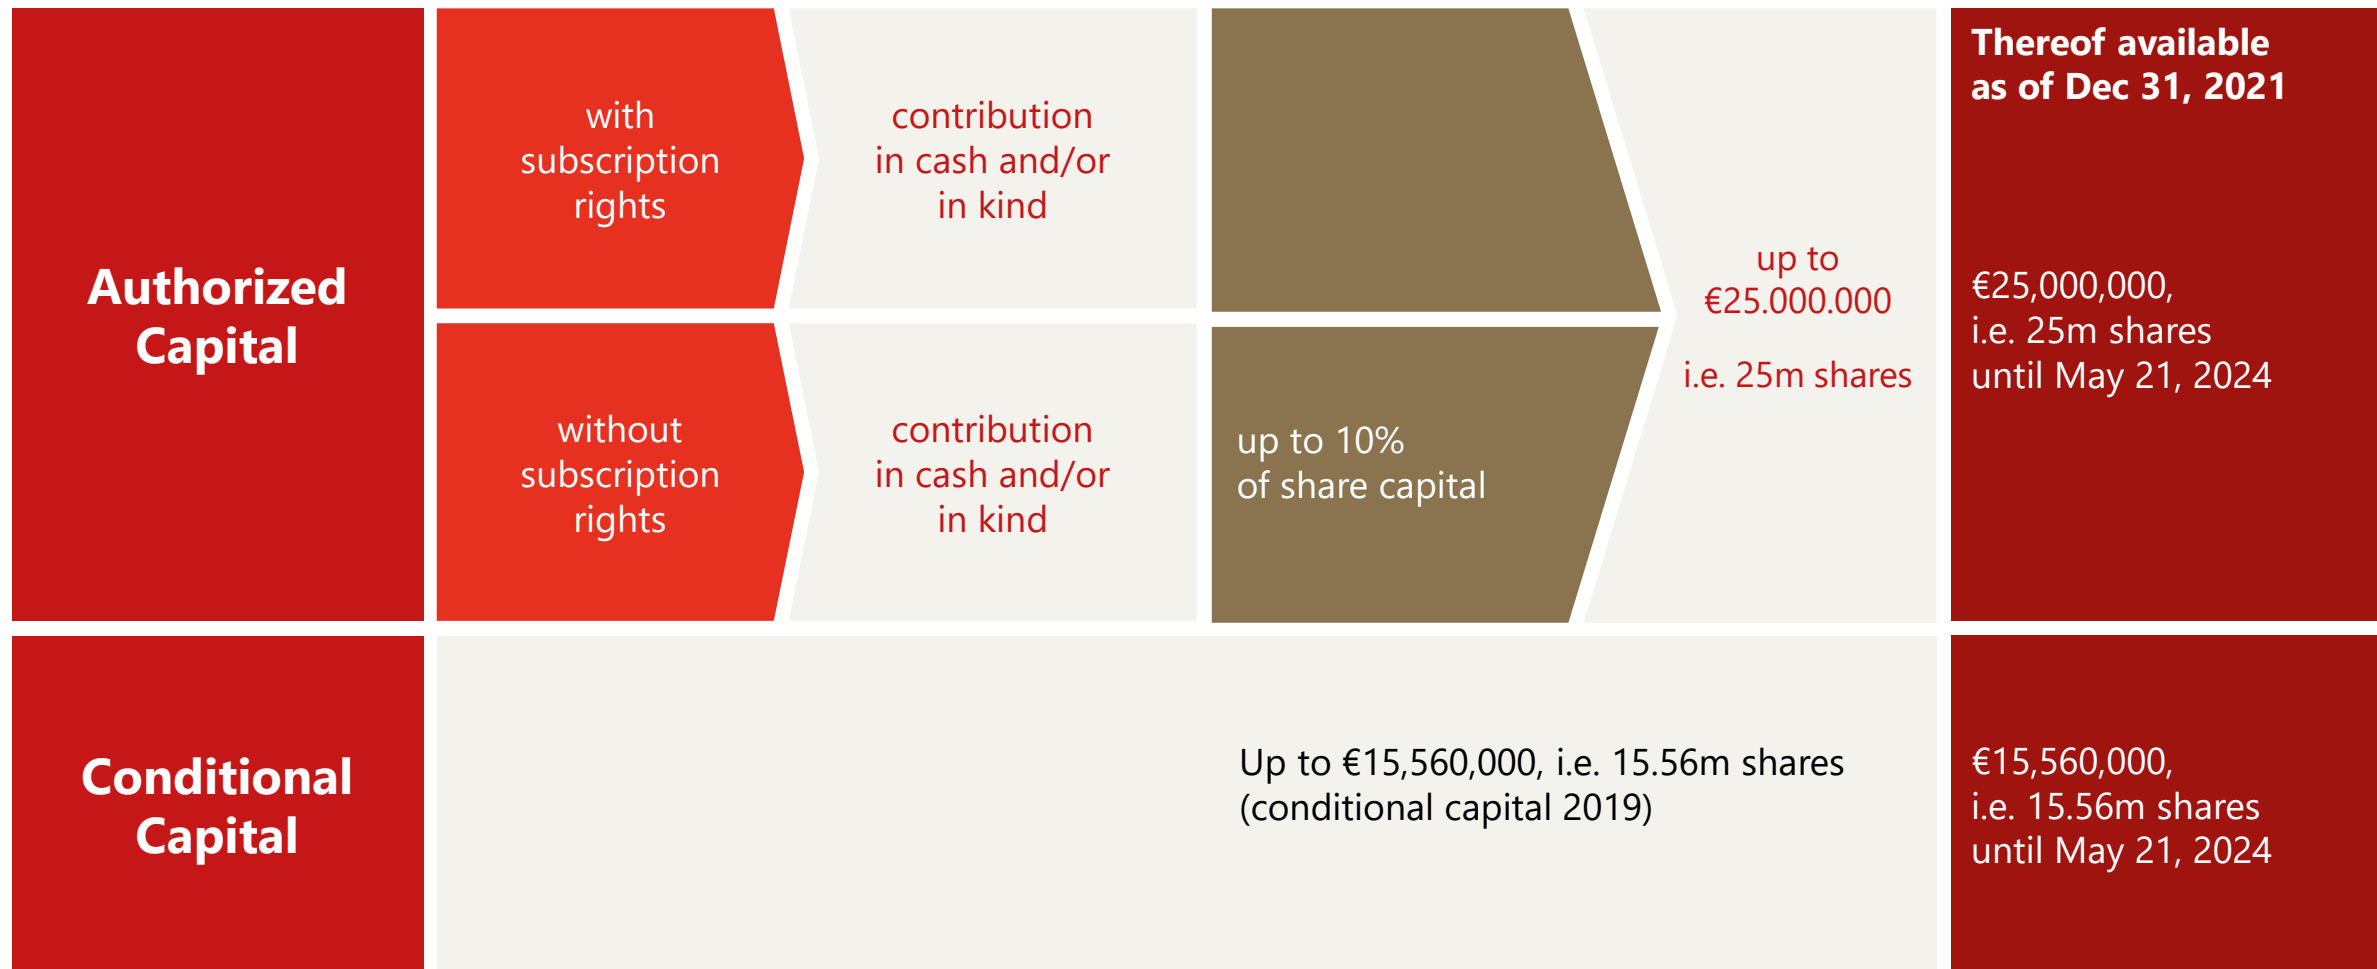 Authorized
Capital
with
subscription
rights
contribution
in cash and/or
in kind
without
subscription
rights
contribution
in cash and/or
in kind
up to 10%
of share capital
up to
€25.000.000
i.e. 25m shares
Thereof available
as of Dec 31, 2021
€25,000,000,
i.e. 25m shares
until May 21, 2024
Conditional
Capital
Up to €15,560,000, i.e. 15.56m shares
(conditional capital 2019)
€15,560,000,
i.e. 15.56m shares
until May 21, 2024